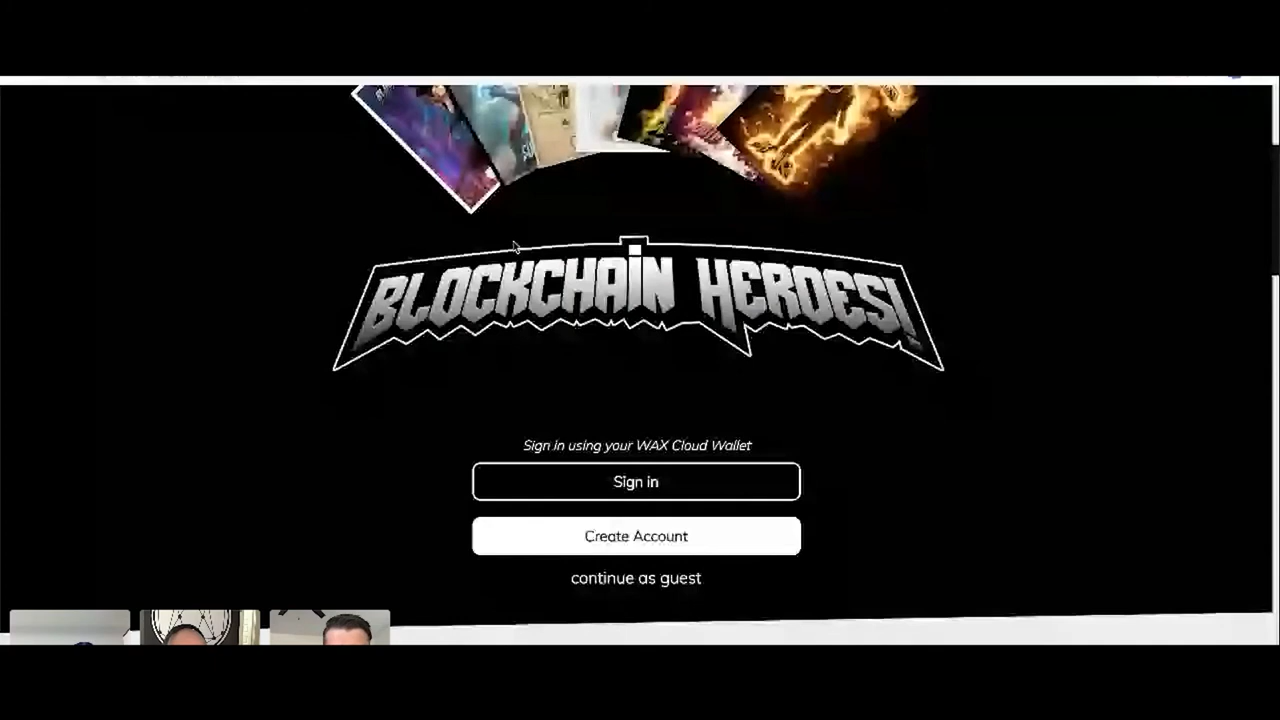 BLOCKCHAIN HEROES!
Sign in using your WAX Cloud Wallet
Sign in
Create Account
continue as guest